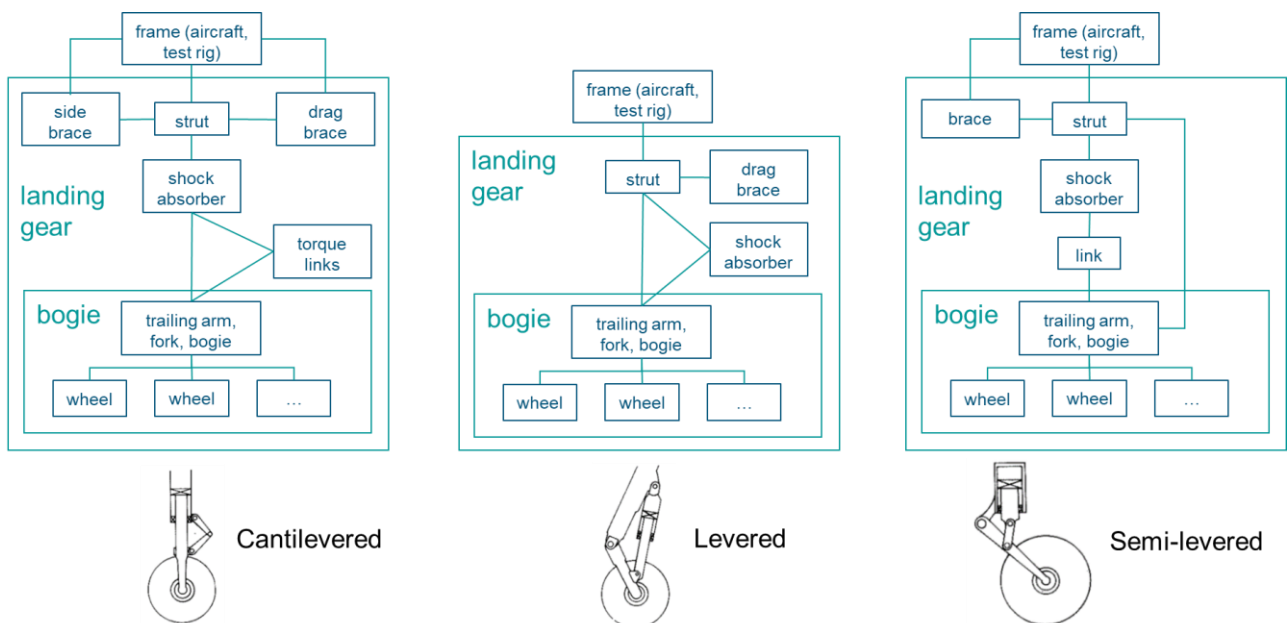 frame (aircraft,
test rig)
side
brace
strut
drag
brace
landing
gear
shock
absorber
torque
links
bogie
trailing arm,
fork, bogie
wheel
wheel
...
Cantilevered
frame (aircraft,
test rig)
landing
gear
strut
drag
brace
shock
absorber
bogie
trailing arm,
fork, bogie
wheel
wheel
...
Levered
frame (aircraft,
test rig)
brace
strut
landing
gear
shock
absorber
link
bogie
trailing arm,
fork, bogie
wheel
wheel
...
Semi-levered